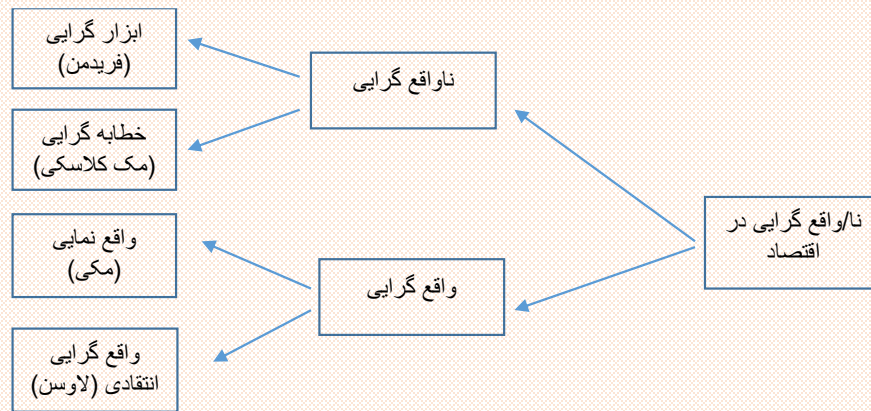 نا/واقع گرایی در
اقتصاد
ناواقع گرایی
ابزار گرایی
(فریدمن)
خطابه گرایی
(مک کلاسکی)
واقع گرایی
واقع نمایی
(مکی)
واقع گرایی
انتقادی (لاوسن)